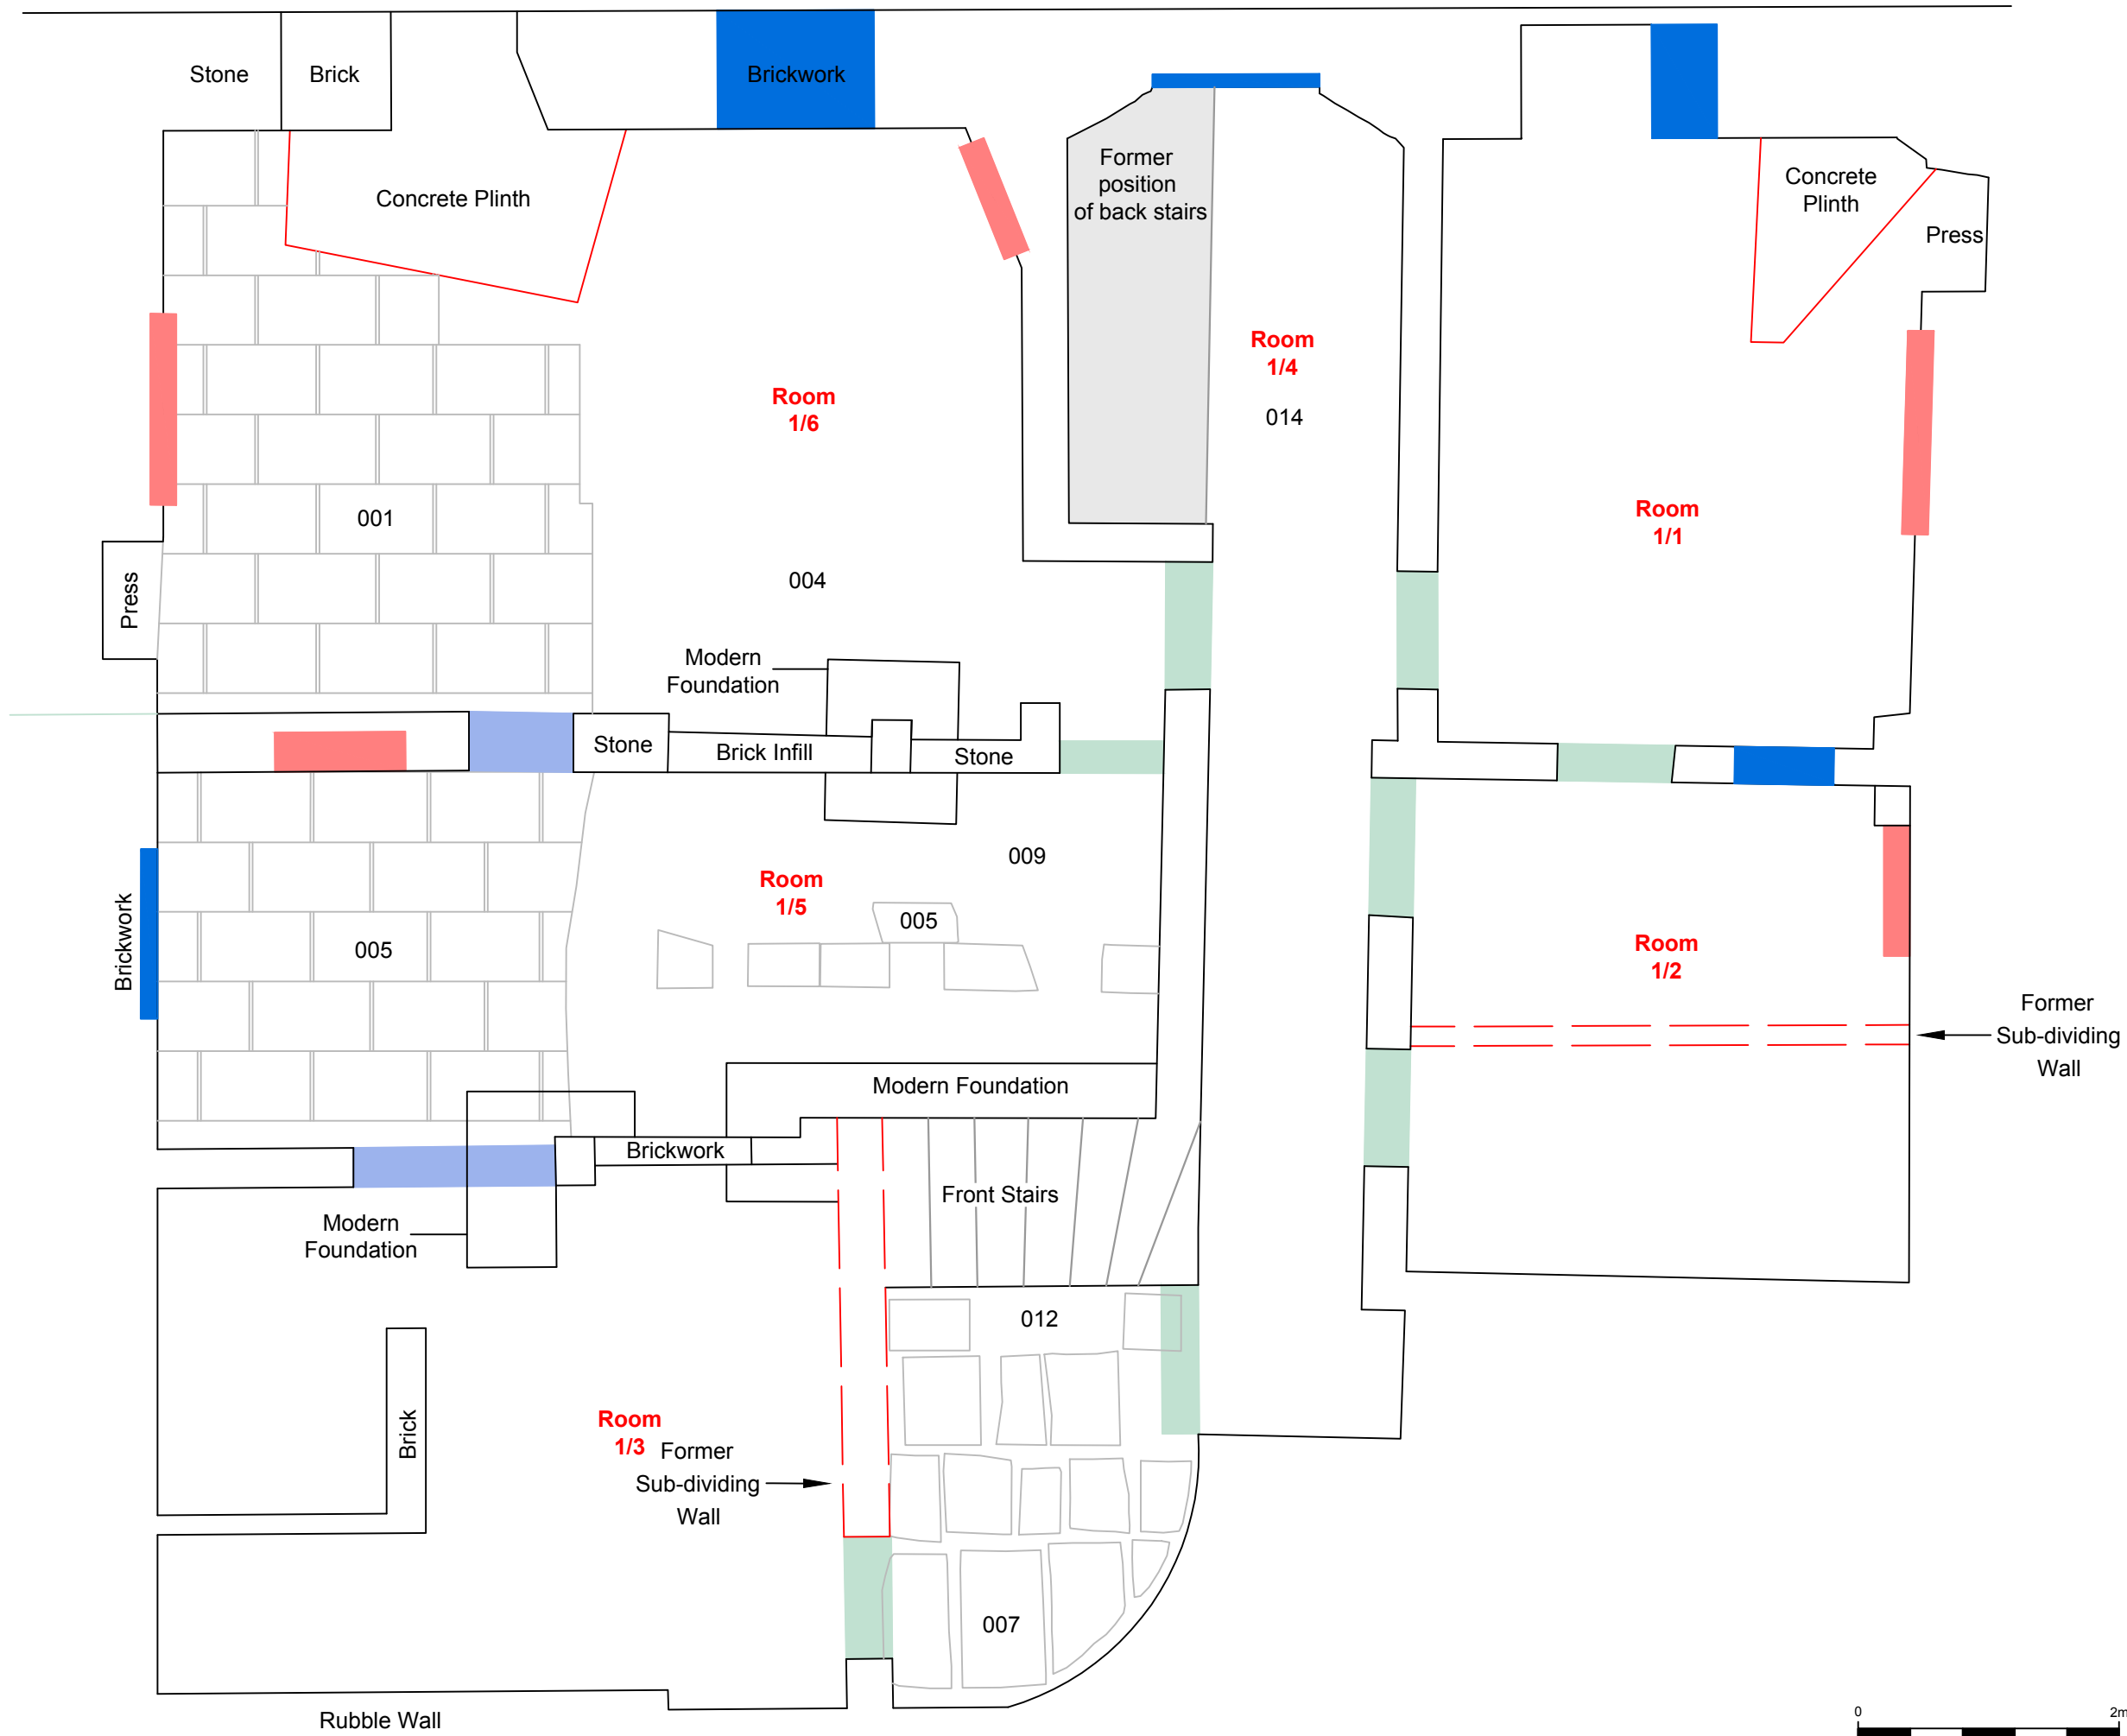 Stone
Brick
Brickwork
Concrete Plinth
Former
position
of back stairs
Concrete
Plinth
Press
Room
1/4
014
Room
1/6
001
Room
1/1
004
Press
Modern
Foundation
Stone
Brick Infill
Stone
009
Room
1/5
005
005
Brickwork
Room
1/2
Former
Sub-dividing
Wall
Modern Foundation
Brickwork
Front Stairs
Modern
Foundation
012
Brick
Room
1/3
Former
Sub-dividing
Wall
007
Rubble Wall
0
2m